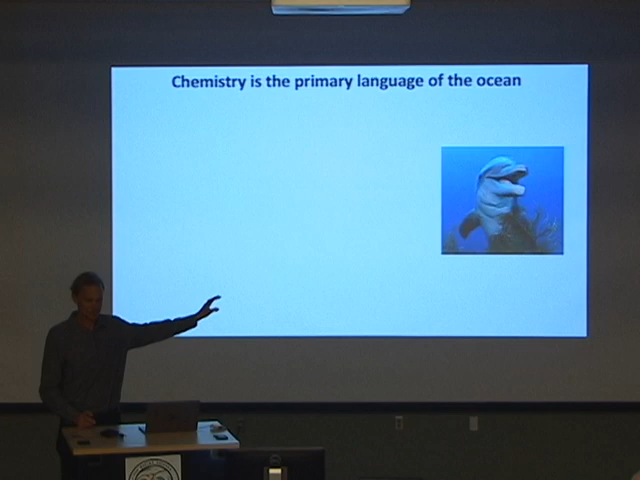 Chemistry is the primary language of the ocean